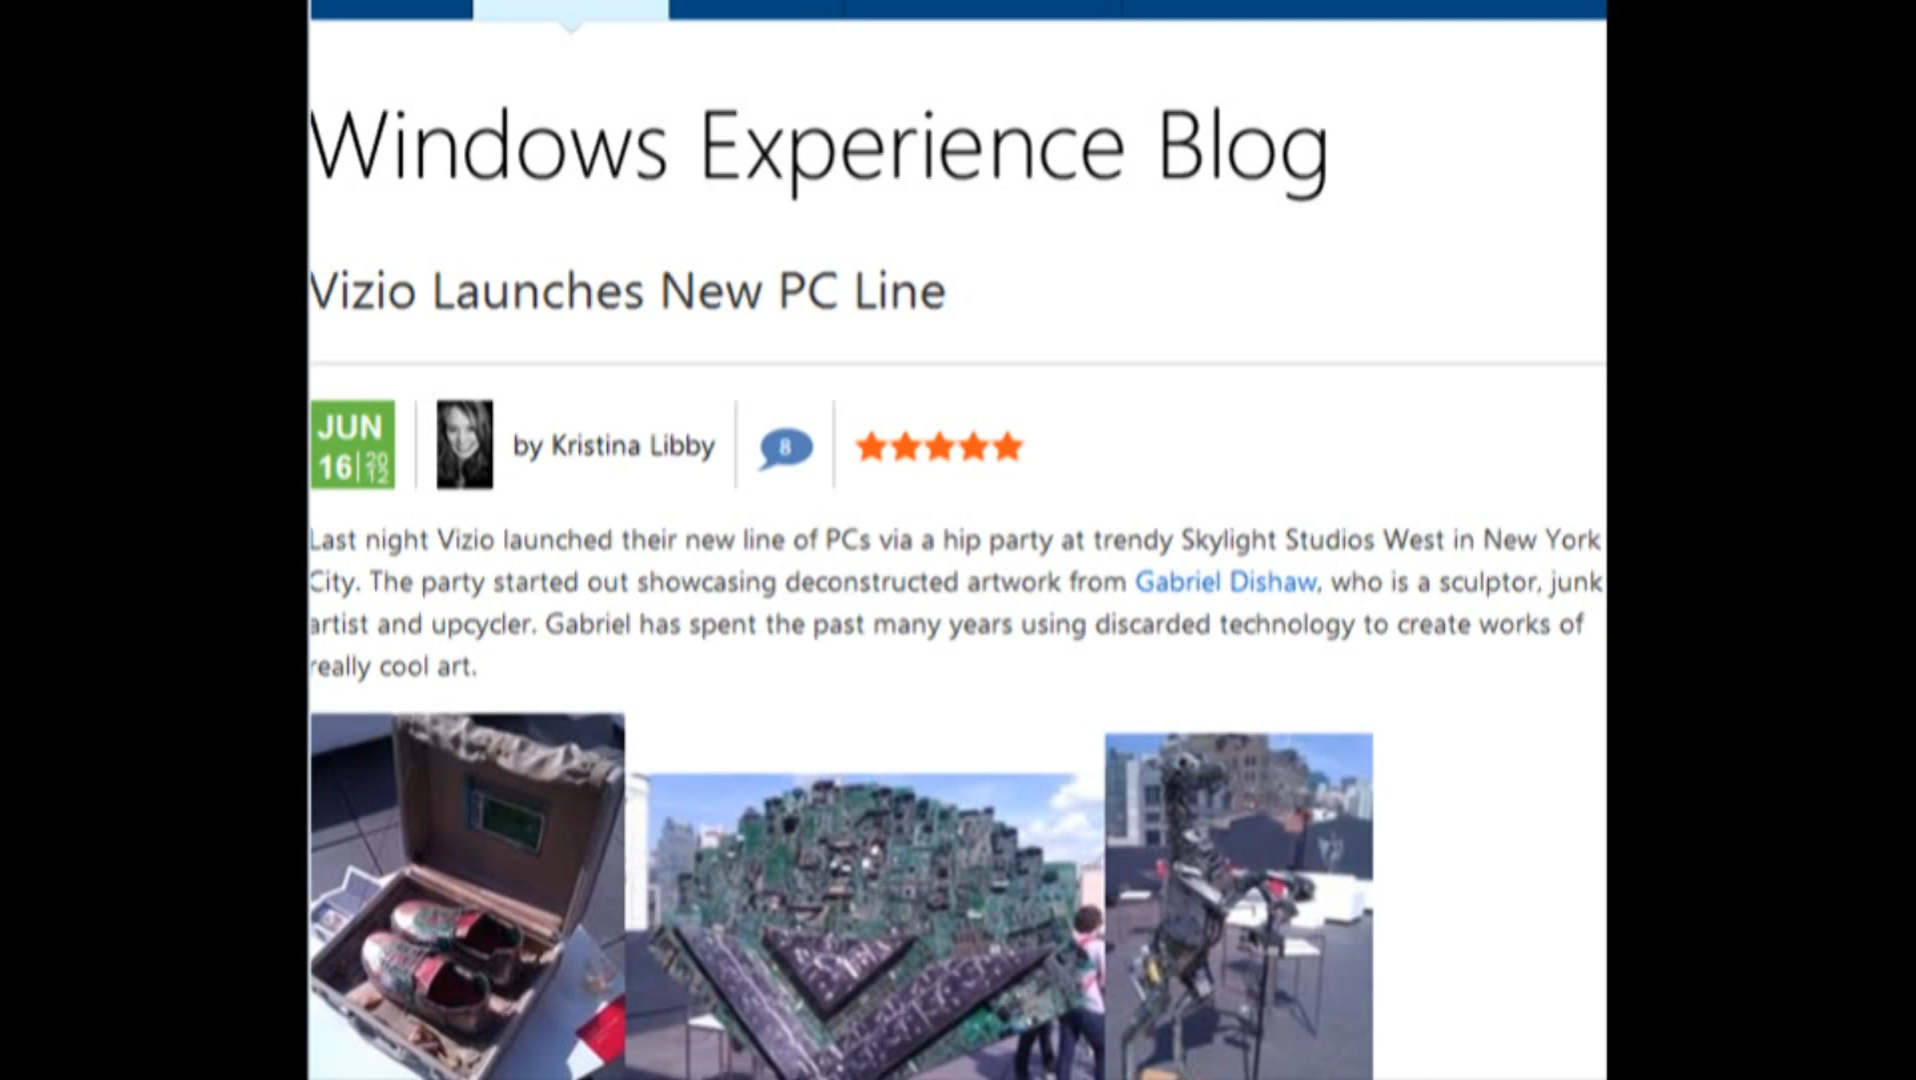 Windows Experience Blog
Vizio Launches New PC Line
JUN
16|2012
by Kristina Libby
8
Last night Vizio launched their new line of PCs via a hip party at trendy Skylight Studios West in New York
City. The party started out showcasing deconstructed artwork from Gabriel Dishaw, who is a sculptor, junk
artist and upcycler. Gabriel has spent the past many years using discarded technology to create works of
really cool art.